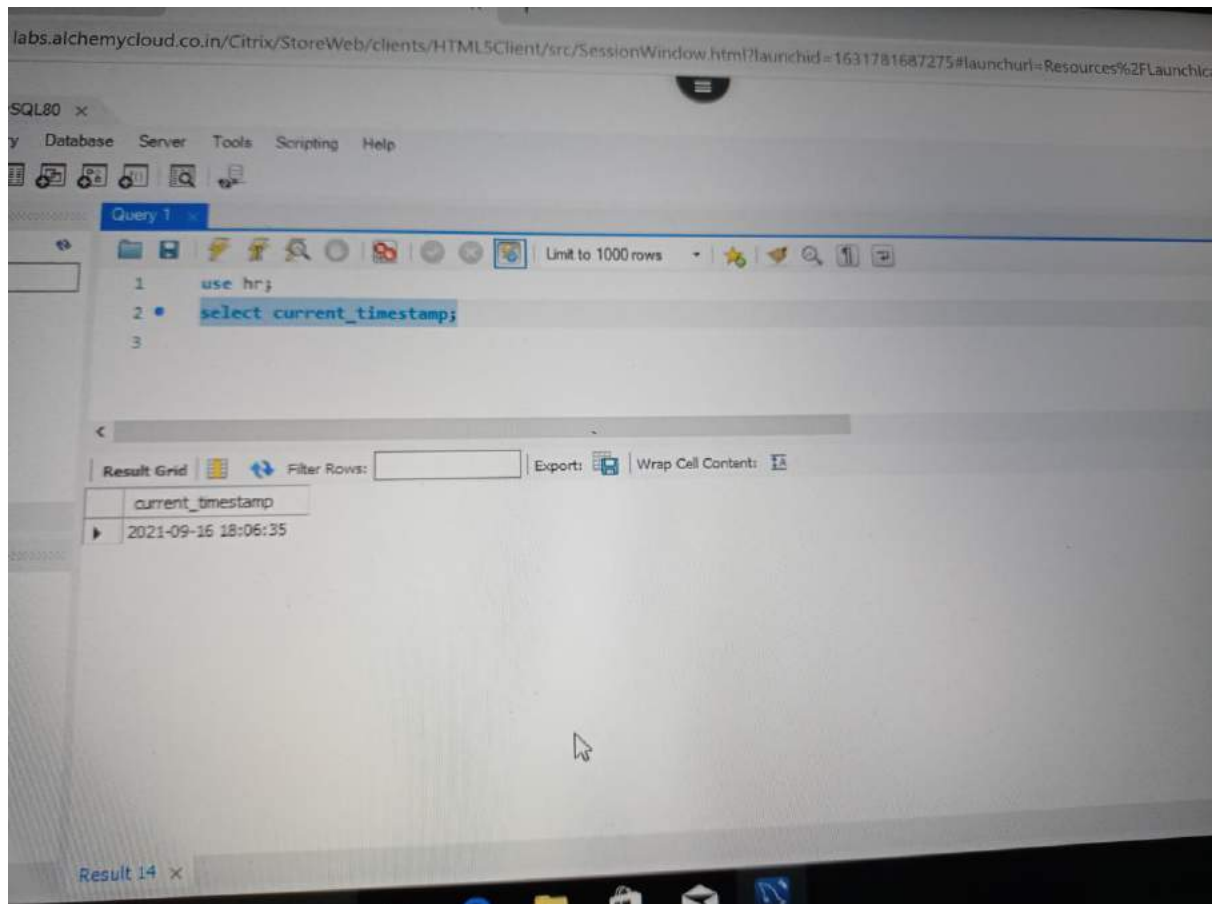 labs.alchemycloud.co.in/Citrix/StoreWeb/clients/HTML5Client/src/SessionWindow.html?launchid=1631781687275#launchurl=Resources%2FLaunchIca
SQL80 ×
y Database Server Tools Scripting Help
Query 1 ×
Limit to 1000 rows
1 use hr;
2 select current_timestamp;
3
Result Grid Filter Rows: Export: Wrap Cell Content:
current_timestamp
2021-09-16 18:06:35
Result 14 ×